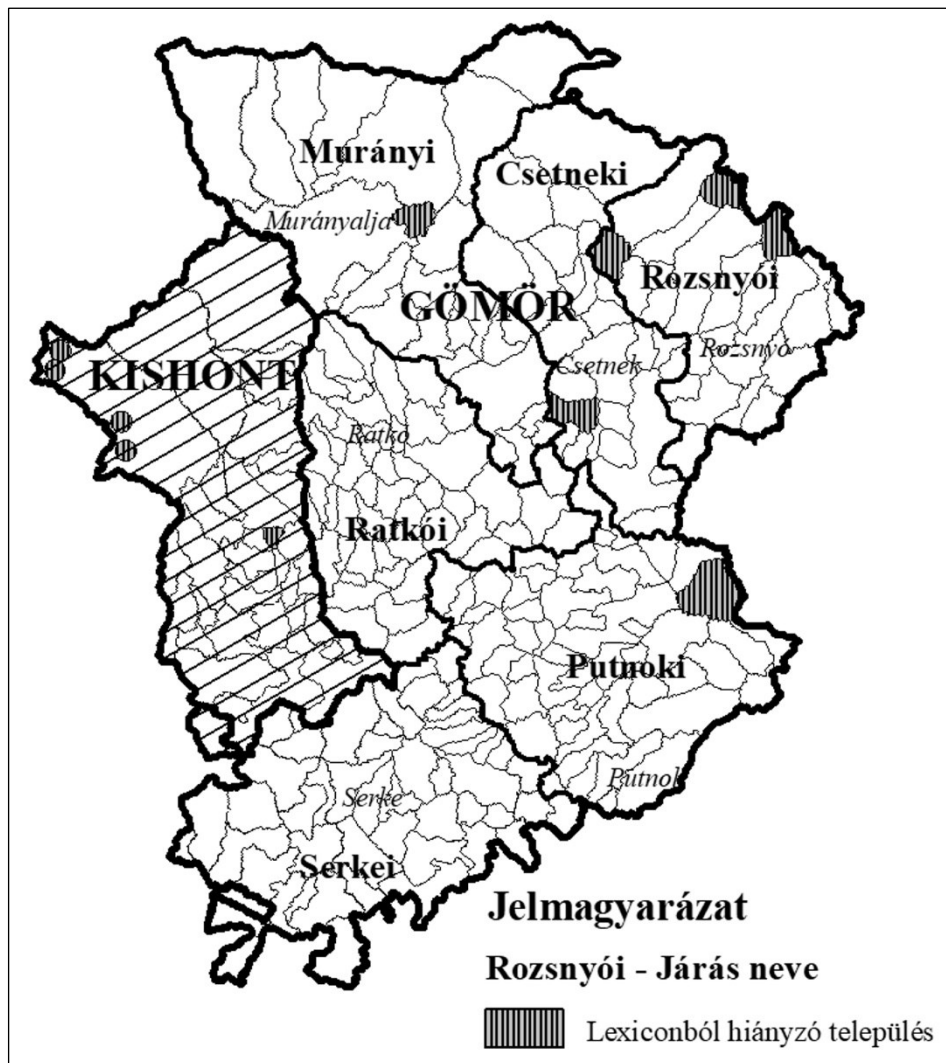 Murányi
Csetneki
Murányalja
Rozsnyói
GÖMÖR
Rozsnyó
Csetnek
KISHONT
Ratkó
Ratkói
Putnoki
Putnok
Serke
Serkei
Jelmagyarázat
Rozsnyói - Járás neve
Lexiconból hiányzó település